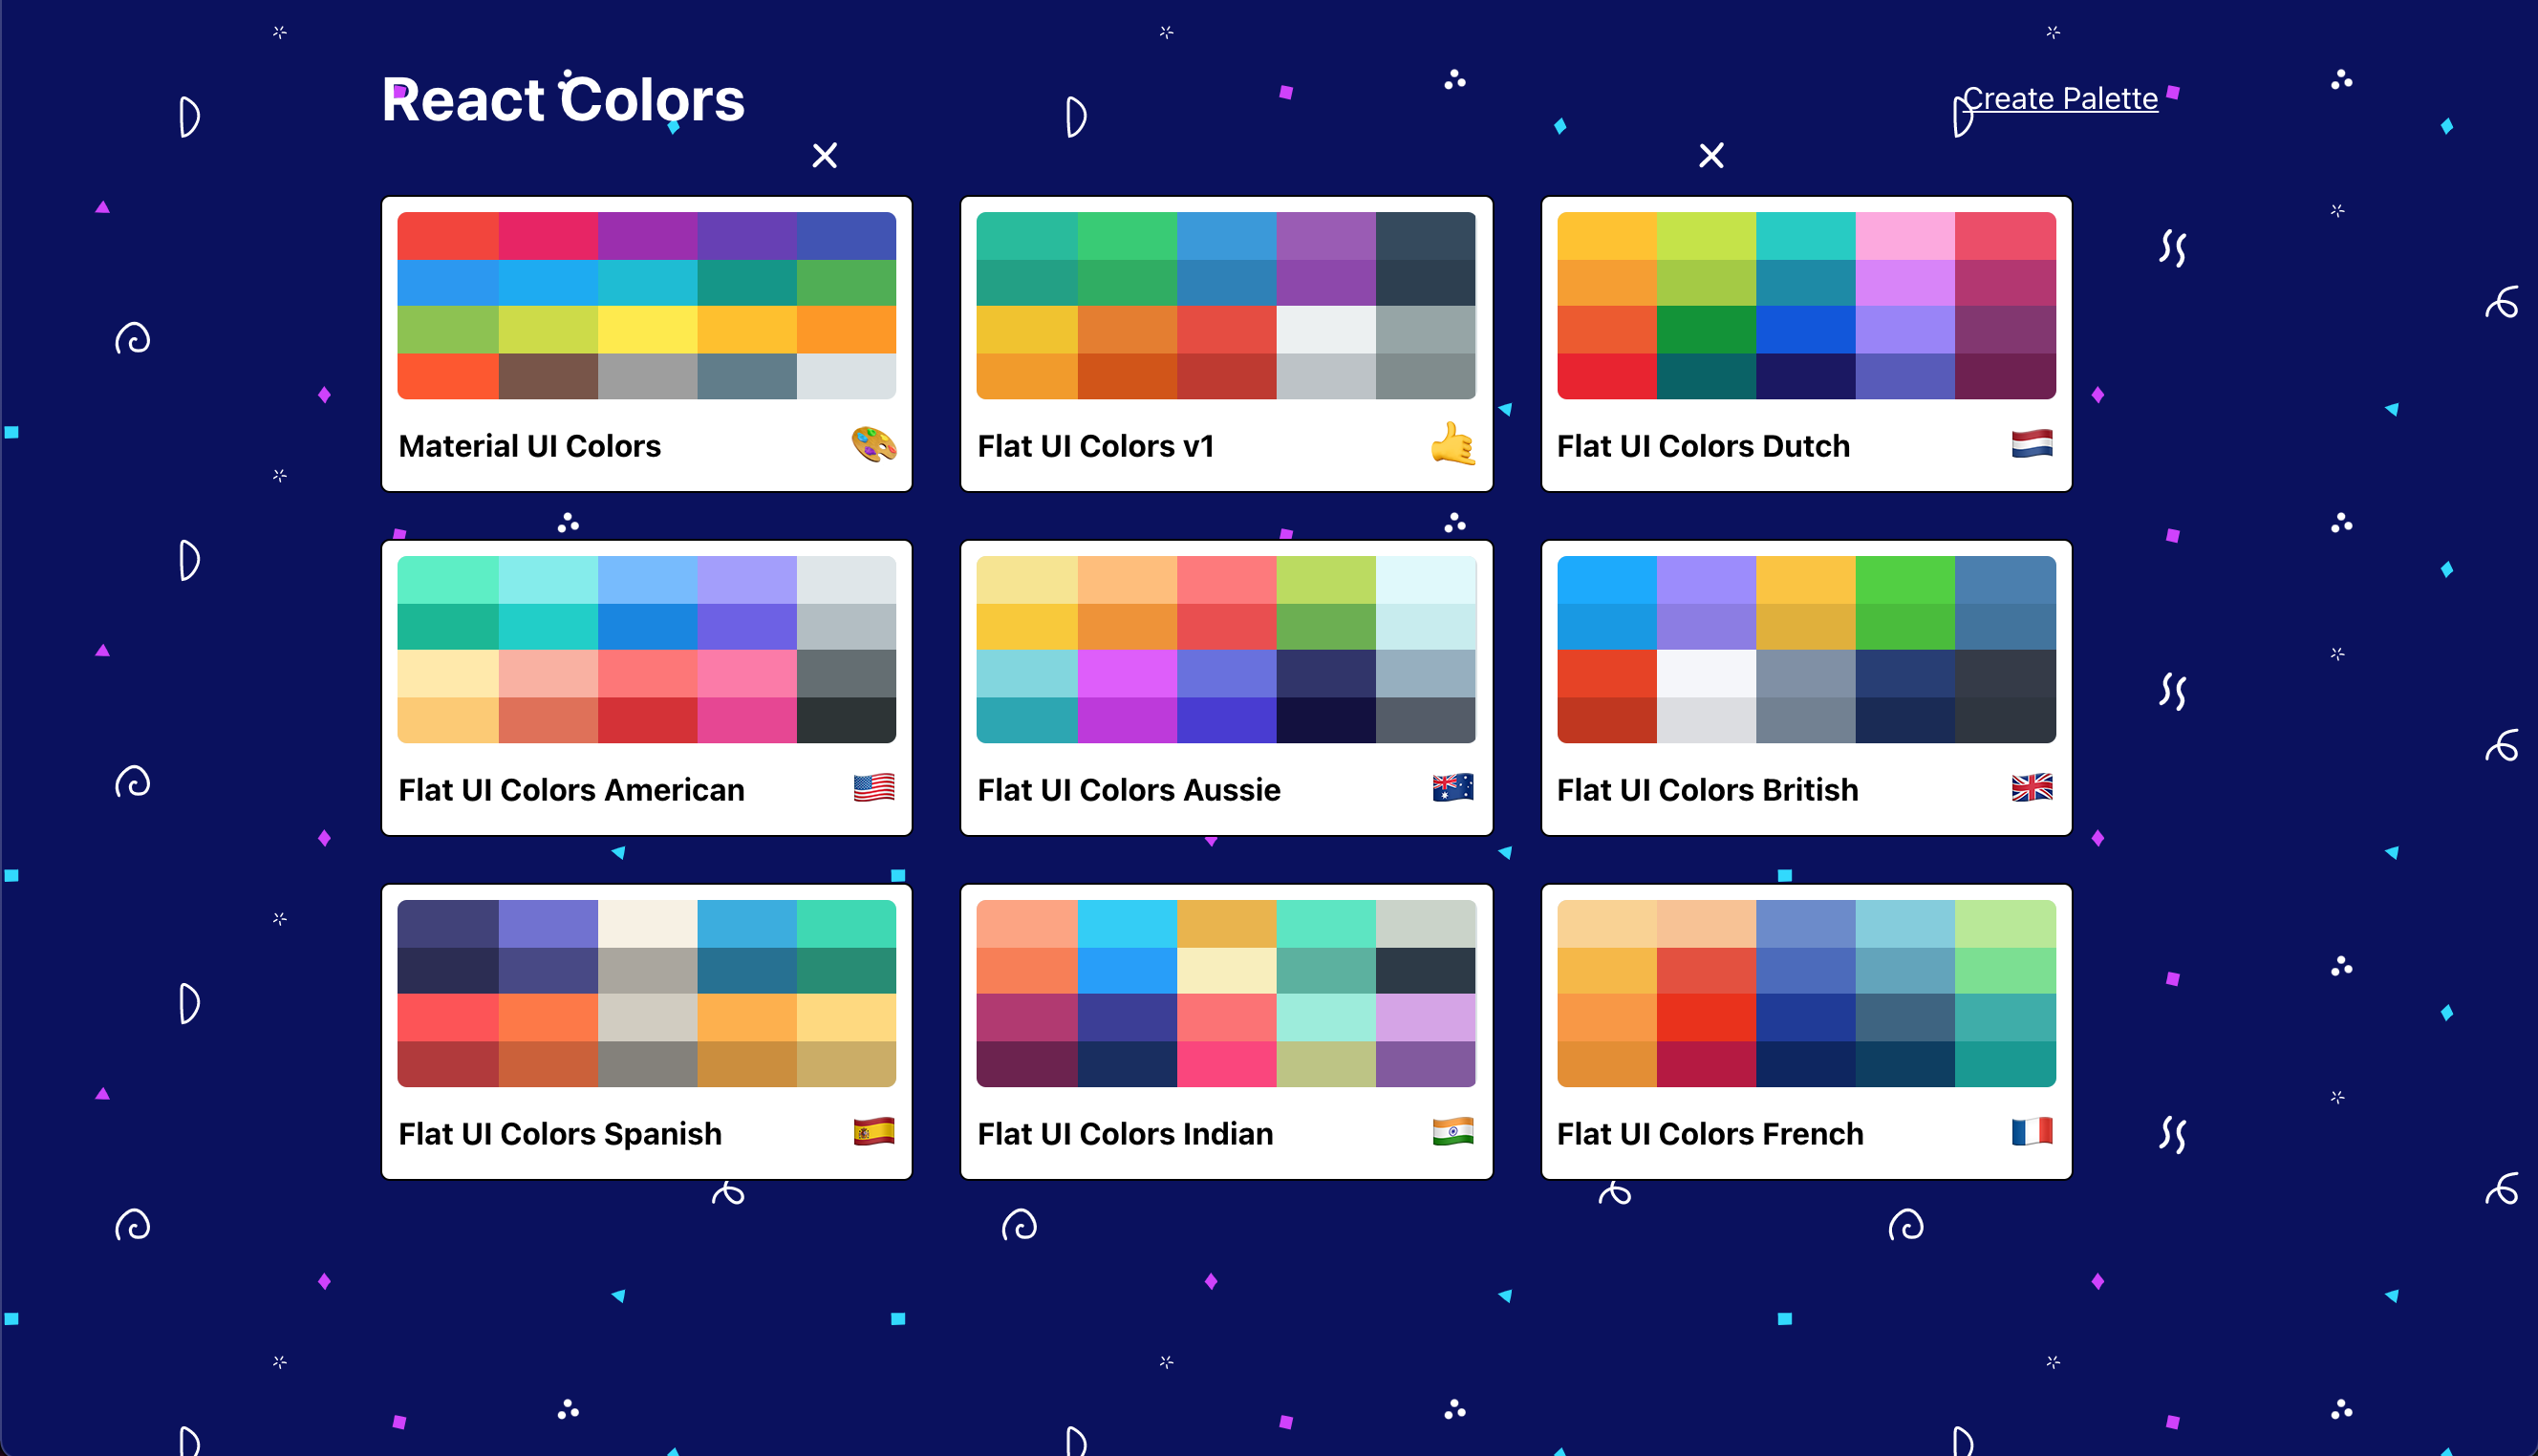 React Colors
Create Palette
Material UI Colors
Flat UI Colors v1
Flat UI Colors Dutch
Flat UI Colors American
Flat UI Colors Aussie
Flat UI Colors British
Flat UI Colors Spanish
Flat UI Colors Indian
Flat UI Colors French